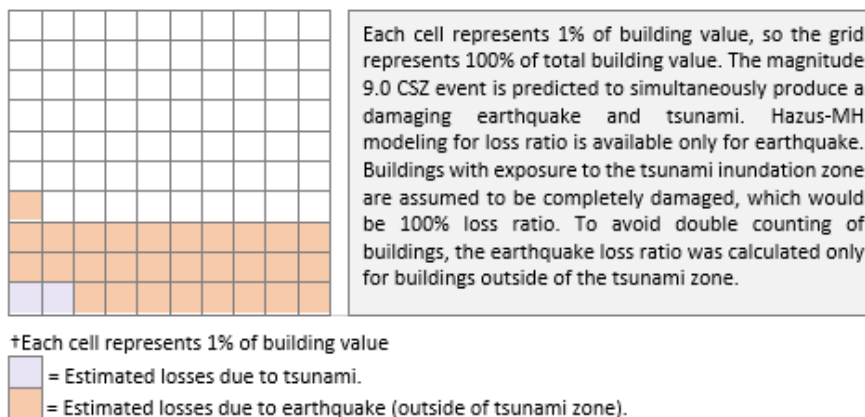 Each cell represents 1% of building value, so the grid
represents 100% of total building value. The magnitude
9.0 CSZ event is predicted to simultaneously produce a
damaging earthquake and tsunami. Hazus-MH
modeling for loss ratio is available only for earthquake.
Buildings with exposure to the tsunami inundation zone
are assumed to be completely damaged, which would
be 100% loss ratio. To avoid double counting of
buildings, the earthquake loss ratio was calculated only
for buildings outside of the tsunami zone.
†Each cell represents 1% of building value
= Estimated losses due to tsunami.
= Estimated losses due to earthquake (outside of tsunami zone).